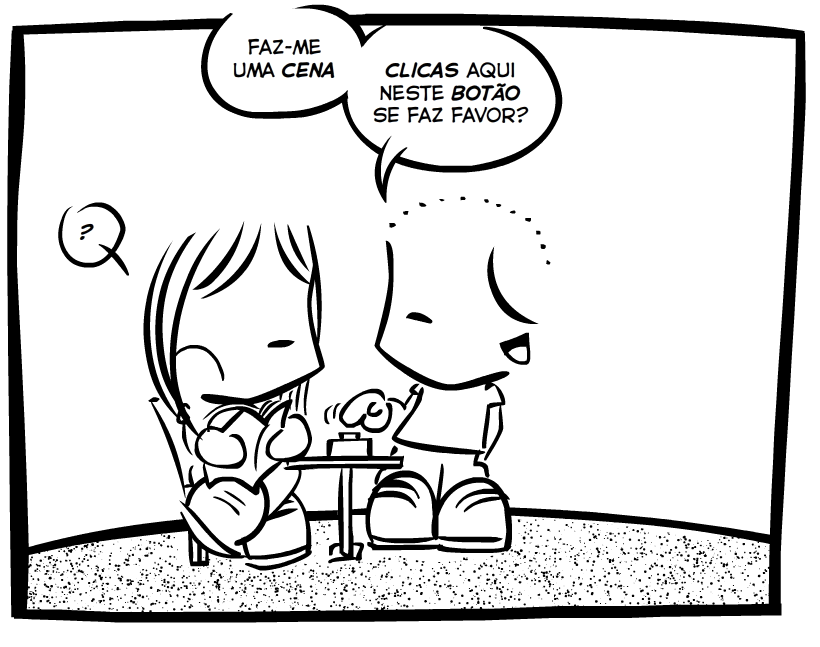 FAZ-ME
UMA CENA
CLICAS AQUI
NESTE BOTÃO
SE FAZ FAVOR?
?